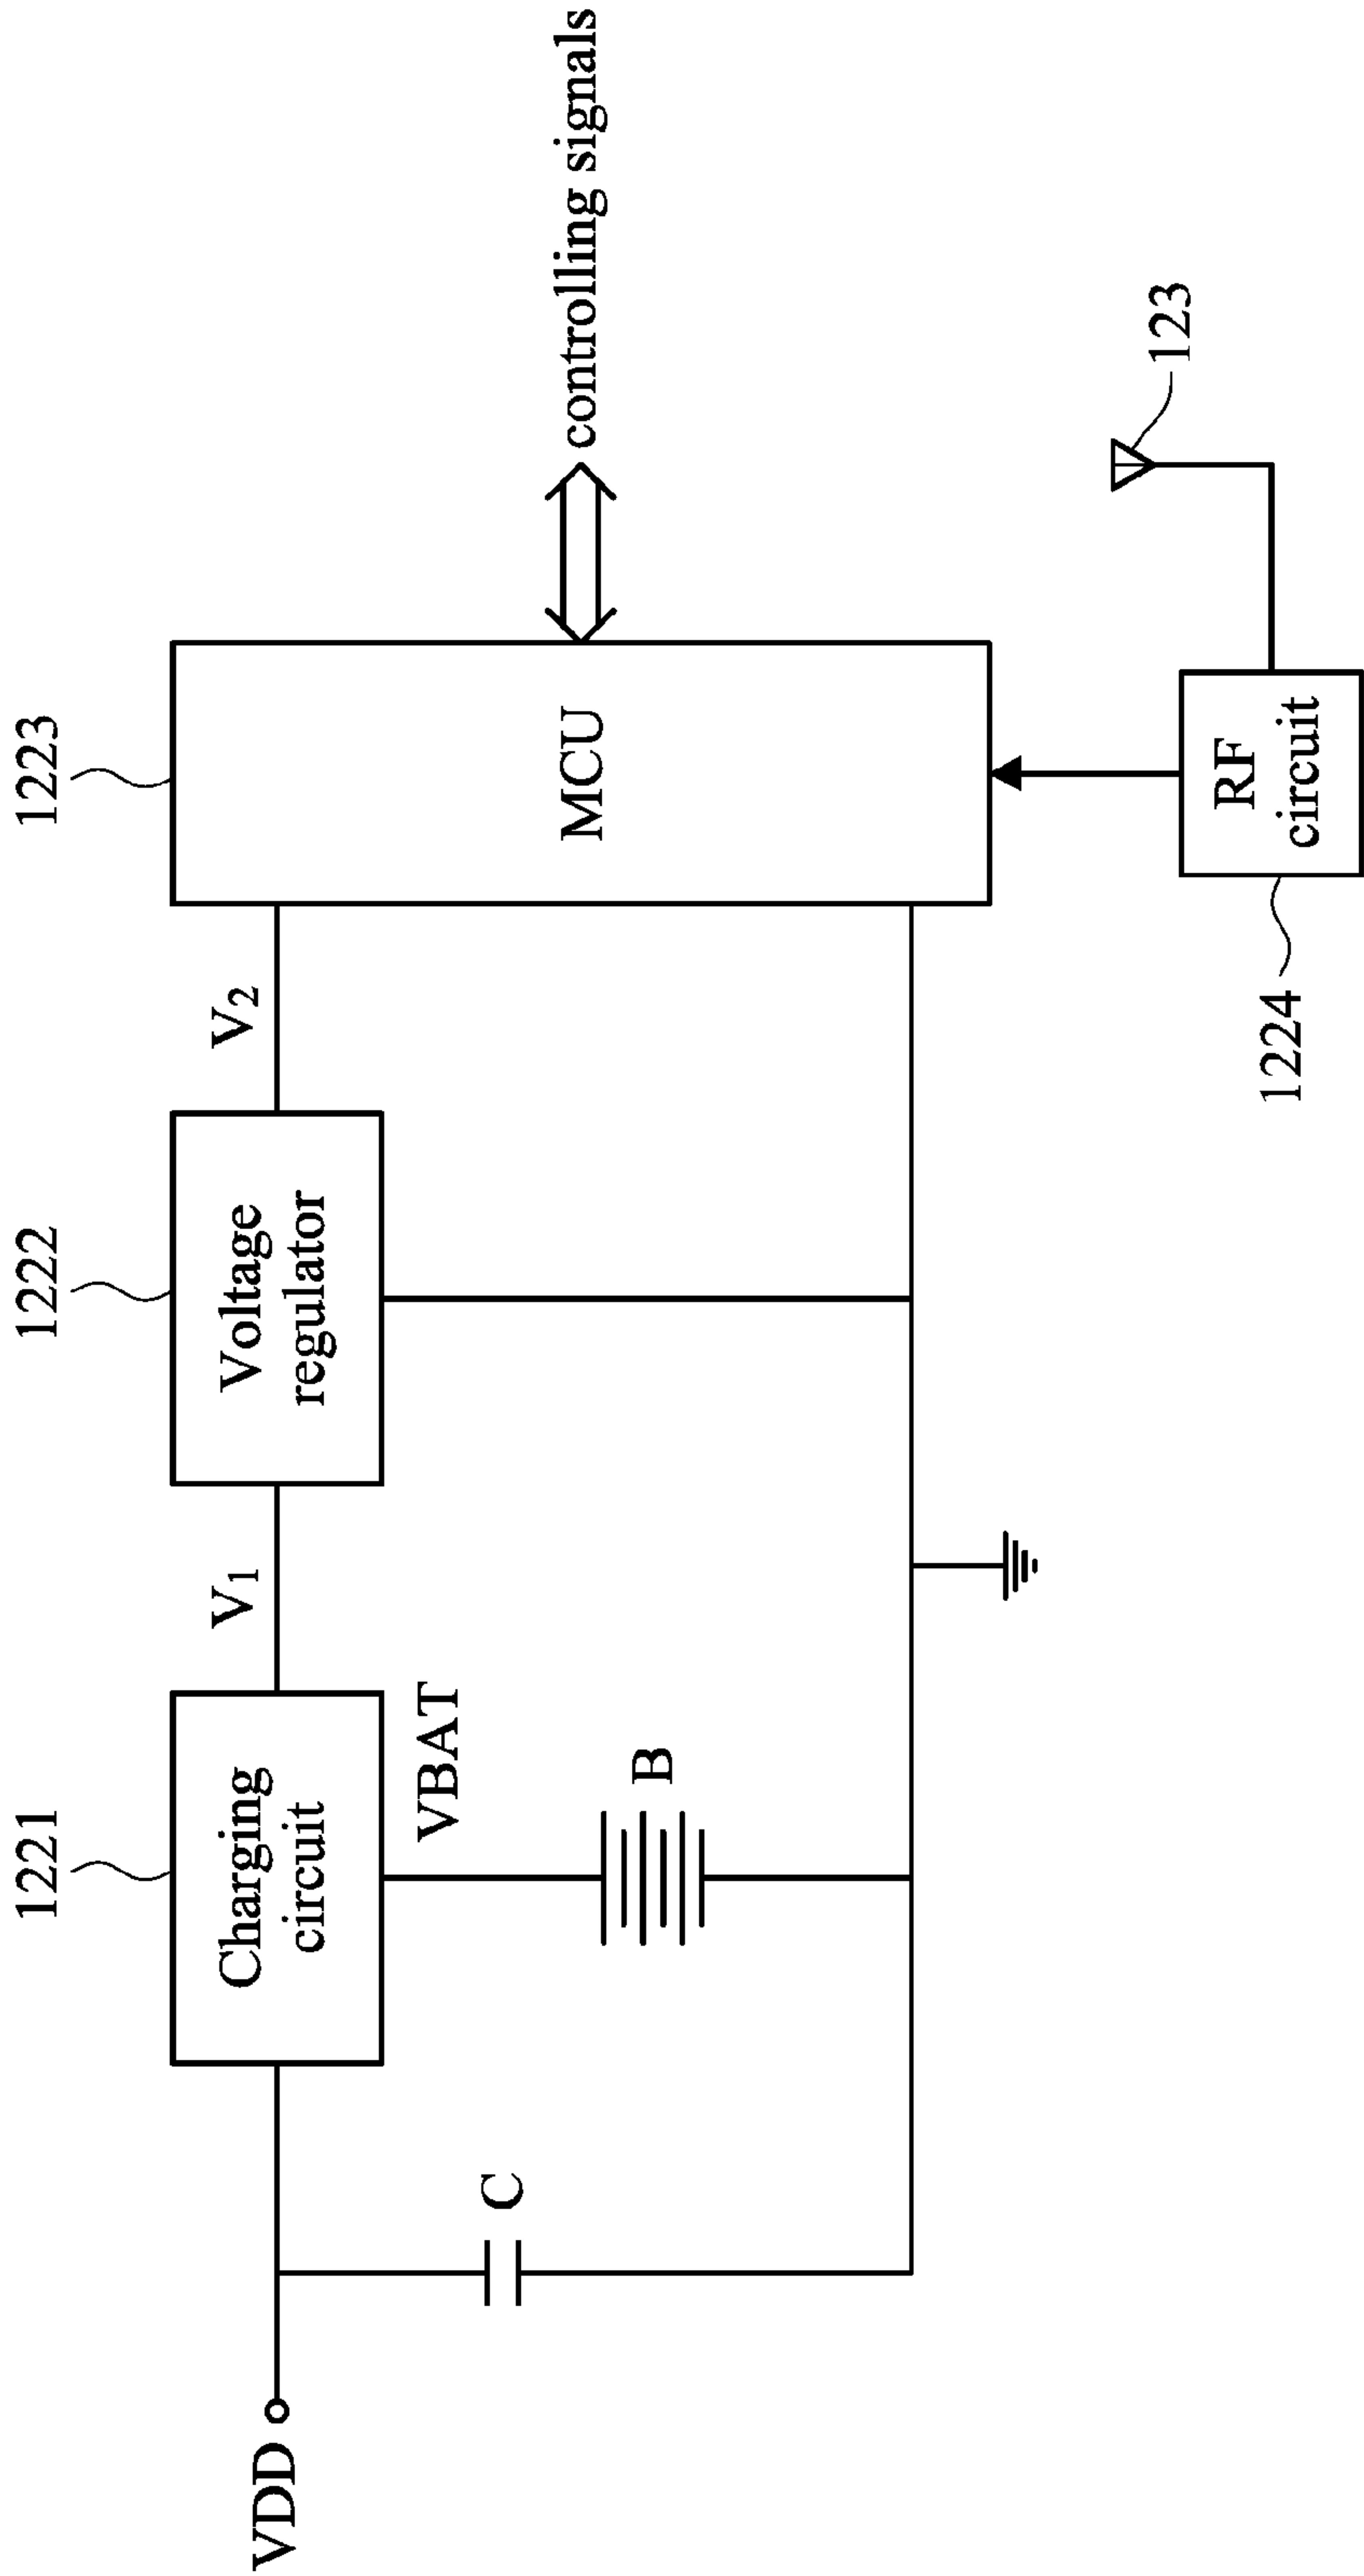 1221
1222
1223
VDD
V1
V2
Charging
circuit
Voltage
regulator
MCU
controlling signals
VBAT
C
B
RF
circuit
1224
123